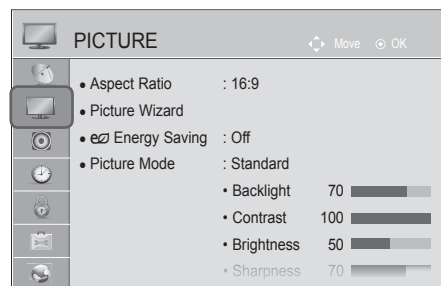 PICTURE
Move OK
• Aspect Ratio : 16:9
• Picture Wizard
• Energy Saving : Off
• Picture Mode : Standard
• Backlight 70
• Contrast 100
• Brightness 50
• Sharpness 70